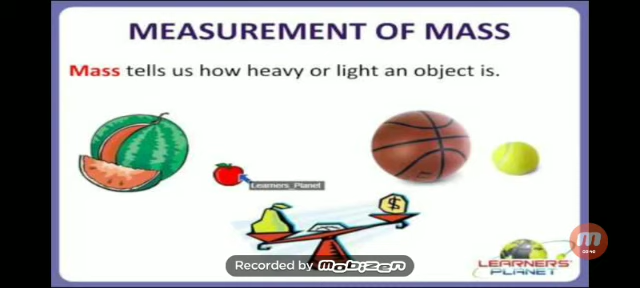 MEASUREMENT OF MASS
Mass tells us how heavy or light an object is.
Learners_Planet
$
Recorded by mobizen
LEARNERS'
PLANET